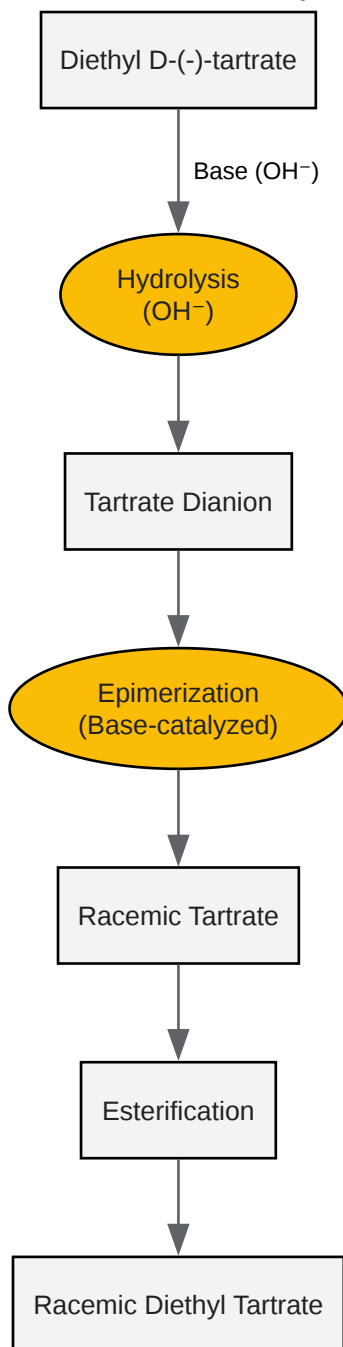 Diethyl D-(-)-tartrate
Base (OH⁻)
Hydrolysis
(OH⁻)
Tartrate Dianion
Epimerization
(Base-catalyzed)
Racemic Tartrate
Esterification
Racemic Diethyl Tartrate